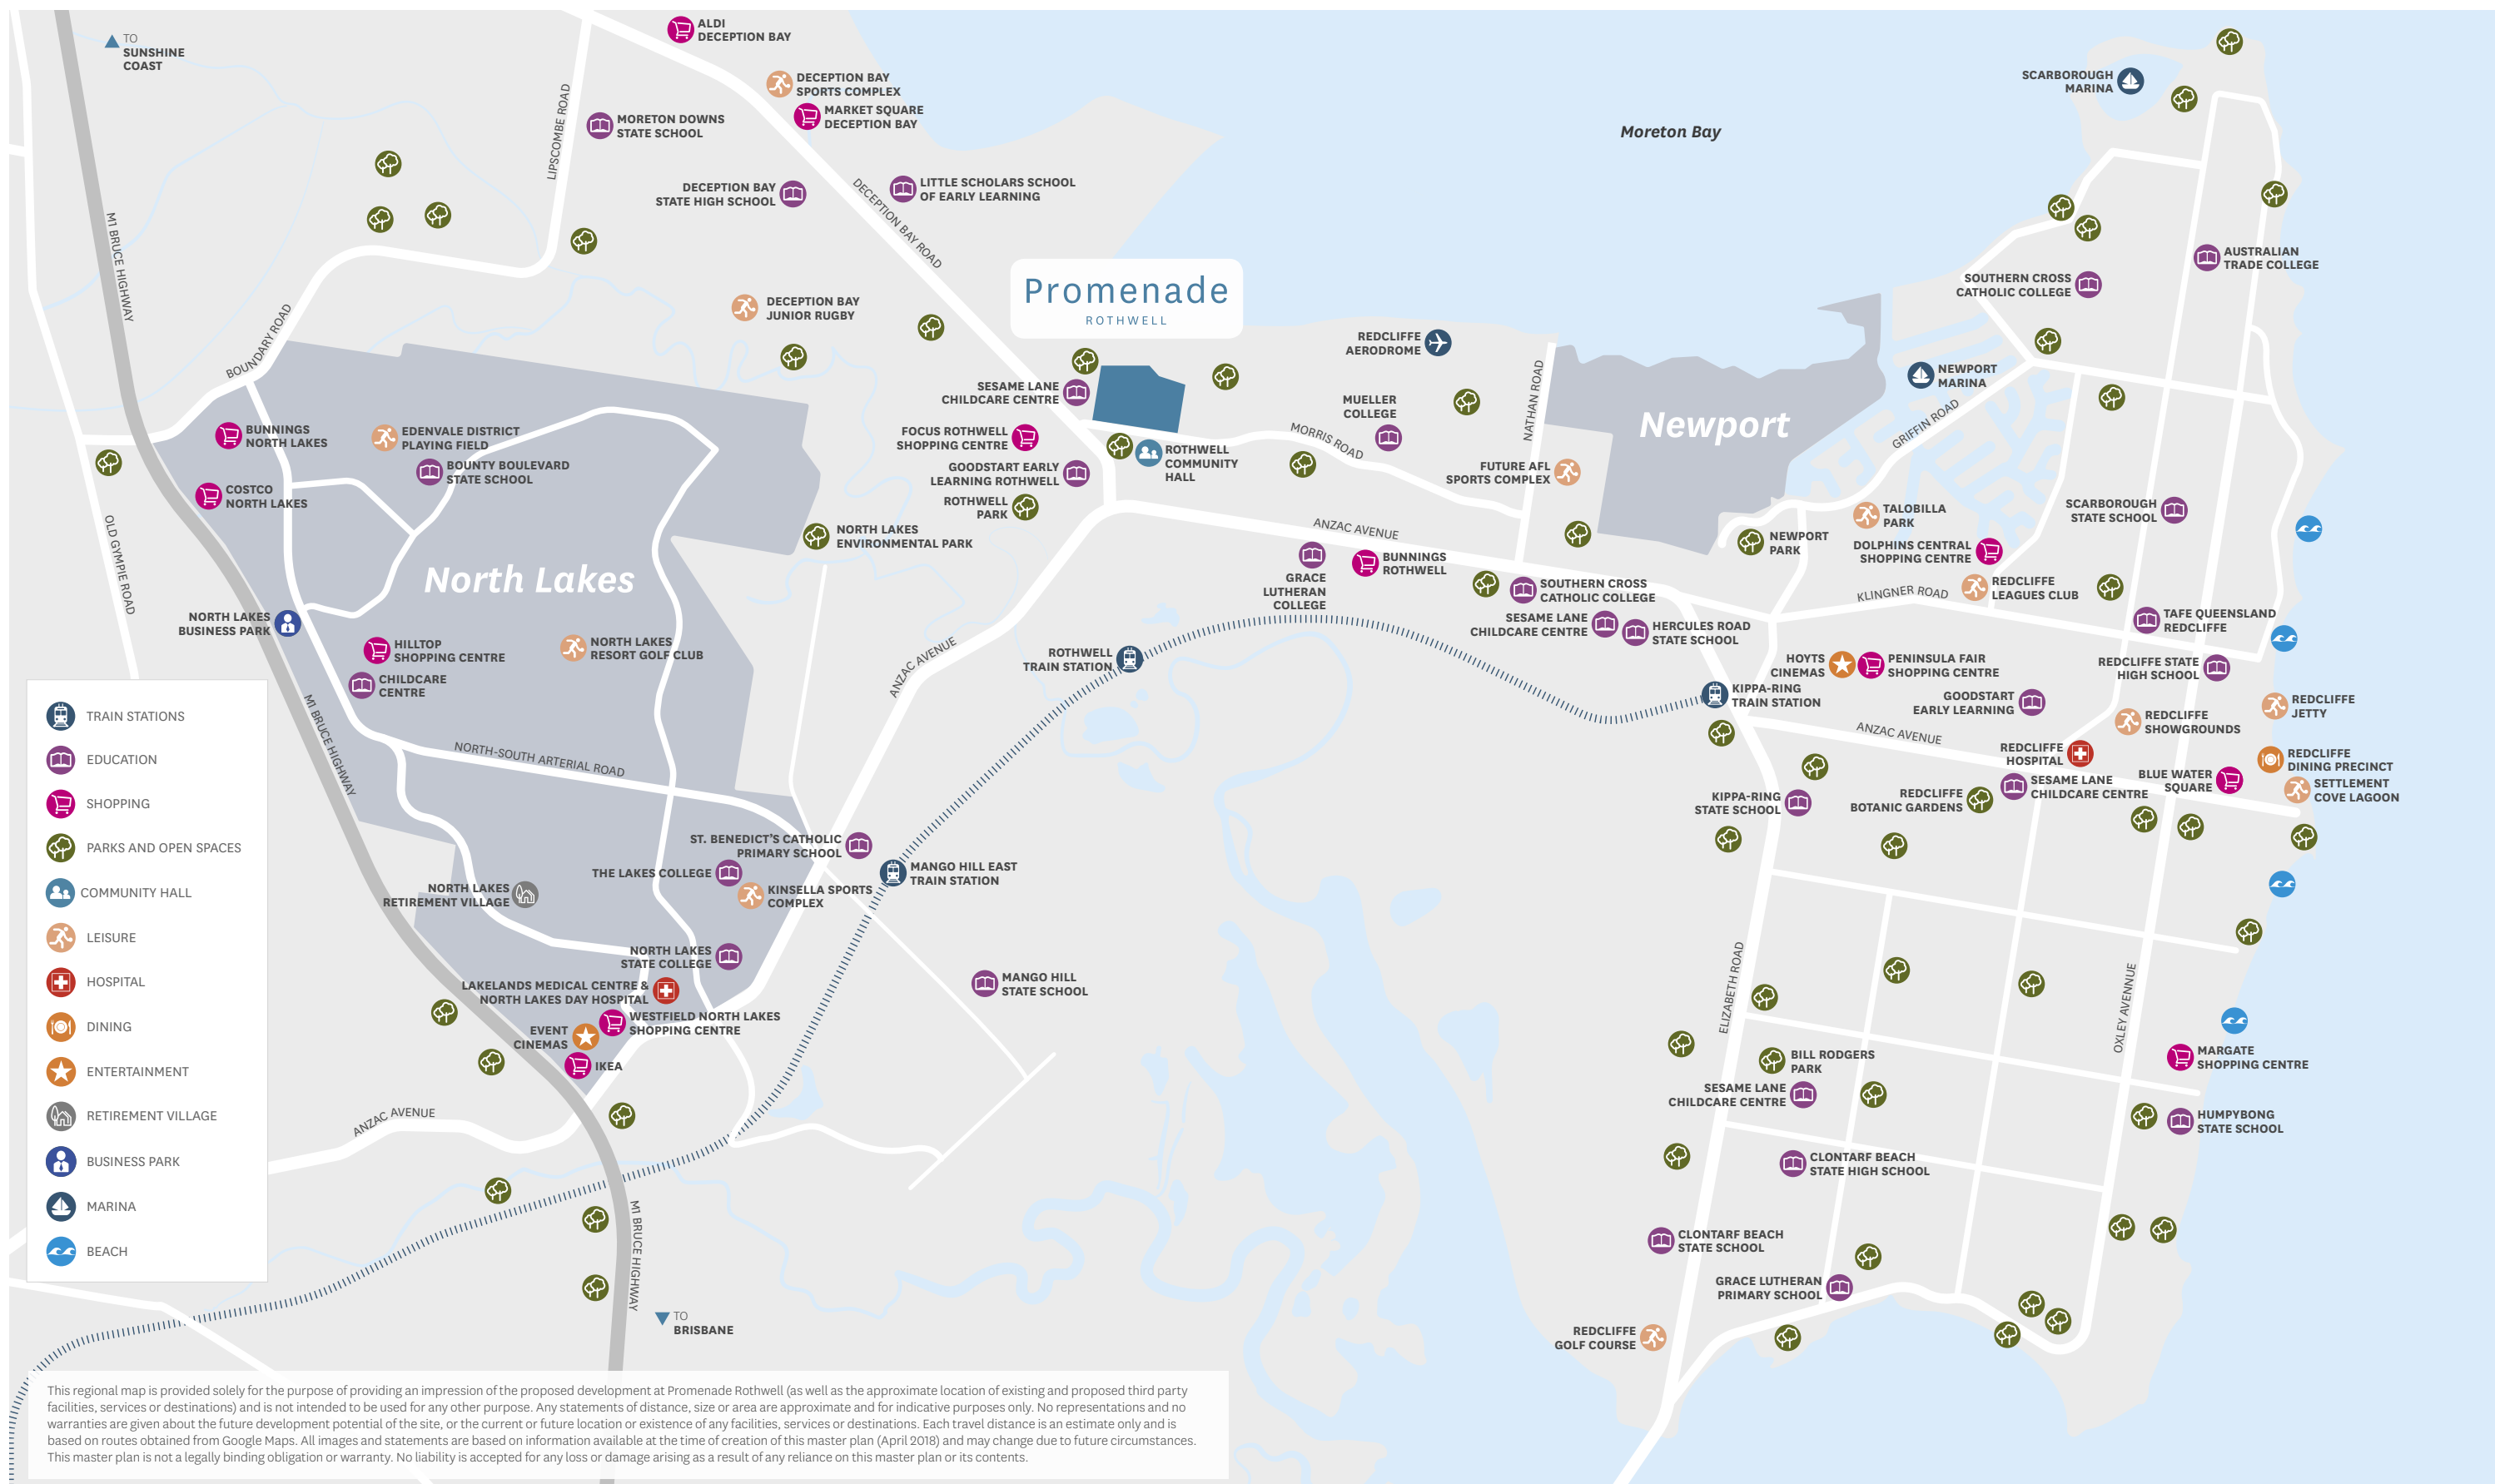 TO
SUNSHINE
COAST
ALDI
DECEPTION BAY
DECEPTION BAY
SPORTS COMPLEX
MARKET SQUARE
DECEPTION BAY
MORETON DOWNS
STATE SCHOOL
LIPSCOMBE ROAD
DECEPTION BAY
STATE HIGH SCHOOL
LITTLE SCHOLARS SCHOOL
OF EARLY LEARNING
DECEPTION BAY ROAD
M1 BRUCE HIGHWAY
BOUNDARY ROAD
DECEPTION BAY
JUNIOR RUGBY
Promenade
ROTHWELL
Moreton Bay
SCARBOROUGH
MARINA
AUSTRALIAN
TRADE COLLEGE
SOUTHERN CROSS
CATHOLIC COLLEGE
REDCLIFFE
AERODROME
NEWPORT
MARINA
SESAME LANE
CHILDCARE CENTRE
MUELLER
COLLEGE
NATHAN ROAD
Newport
GRIFFIN ROAD
BUNNINGS
NORTH LAKES
EDENVALE DISTRICT
PLAYING FIELD
BOUNTY BOULEVARD
STATE SCHOOL
COSTCO
NORTH LAKES
FOCUS ROTHWELL
SHOPPING CENTRE
GOODSTART EARLY
LEARNING ROTHWELL
ROTHWELL
COMMUNITY
HALL
MORRIS ROAD
FUTURE AFL
SPORTS COMPLEX
ROTHWELL
PARK
NORTH LAKES
ENVIRONMENTAL PARK
ANZAC AVENUE
TALOBILLA
PARK
NEWPORT
PARK
SCARBOROUGH
STATE SCHOOL
DOLPHINS CENTRAL
SHOPPING CENTRE
OLD GYMPIE ROAD
North Lakes
GRACE
LUTHERAN
COLLEGE
BUNNINGS
ROTHWELL
SOUTHERN CROSS
CATHOLIC COLLEGE
KLINGNER ROAD
REDCLIFFE
LEAGUES CLUB
NORTH LAKES
BUSINESS PARK
SESAME LANE
CHILDCARE CENTRE
HERCULES ROAD
STATE SCHOOL
TAFE QUEENSLAND
REDCLIFFE
HILLTOP
SHOPPING CENTRE
NORTH LAKES
RESORT GOLF CLUB
CHILDCARE
CENTRE
ANZAC AVENUE
ROTHWELL
TRAIN STATION
HOYTS
CINEMAS
PENINSULA FAIR
SHOPPING CENTRE
REDCLIFFE STATE
HIGH SCHOOL
KIPPA-RING
TRAIN STATION
GOODSTART
EARLY LEARNING
REDCLIFFE
JETTY
REDCLIFFE
SHOWGROUNDS
M1 BRUCE HIGHWAY
NORTH-SOUTH ARTERIAL ROAD
ANZAC AVENUE
REDCLIFFE
HOSPITAL
REDCLIFFE
DINING PRECINCT
BLUE WATER
SQUARE
SETTLEMENT
COVE LAGOON
SESAME LANE
CHILDCARE CENTRE
REDCLIFFE
BOTANIC GARDENS
KIPPA-RING
STATE SCHOOL
TRAIN STATIONS
EDUCATION
SHOPPING
PARKS AND OPEN SPACES
COMMUNITY HALL
LEISURE
HOSPITAL
DINING
ENTERTAINMENT
RETIREMENT VILLAGE
BUSINESS PARK
MARINA
BEACH
ST. BENEDICT'S CATHOLIC
PRIMARY SCHOOL
THE LAKES COLLEGE
MANGO HILL EAST
TRAIN STATION
NORTH LAKES
RETIREMENT VILLAGE
KINSELLA SPORTS
COMPLEX
NORTH LAKES
STATE COLLEGE
MANGO HILL
STATE SCHOOL
LAKELANDS MEDICAL CENTRE &
NORTH LAKES DAY HOSPITAL
WESTFIELD NORTH LAKES
SHOPPING CENTRE
EVENT
CINEMAS
IKEA
ANZAC AVENUE
ELIZABETH ROAD
OXLEY AVENNUE
MARGATE
SHOPPING CENTRE
BILL RODGERS
PARK
SESAME LANE
CHILDCARE CENTRE
HUMPYBONG
STATE SCHOOL
CLONTARF BEACH
STATE HIGH SCHOOL
CLONTARF BEACH
STATE SCHOOL
GRACE LUTHERAN
PRIMARY SCHOOL
REDCLIFFE
GOLF COURSE
M1 BRUCE HIGHWAY
TO
BRISBANE
This regional map is provided solely for the purpose of providing an impression of the proposed development at Promenade Rothwell (as well as the approximate location of existing and proposed third party
facilities, services or destinations) and is not intended to be used for any other purpose. Any statements of distance, size or area are approximate and for indicative purposes only. No representations and no
warranties are given about the future development potential of the site, or the current or future location or existence of any facilities, services or destinations. Each travel distance is an estimate only and is
based on routes obtained from Google Maps. All images and statements are based on information available at the time of creation of this master plan (April 2018) and may change due to future circumstances.
This master plan is not a legally binding obligation or warranty. No liability is accepted for any loss or damage arising as a result of any reliance on this master plan or its contents.